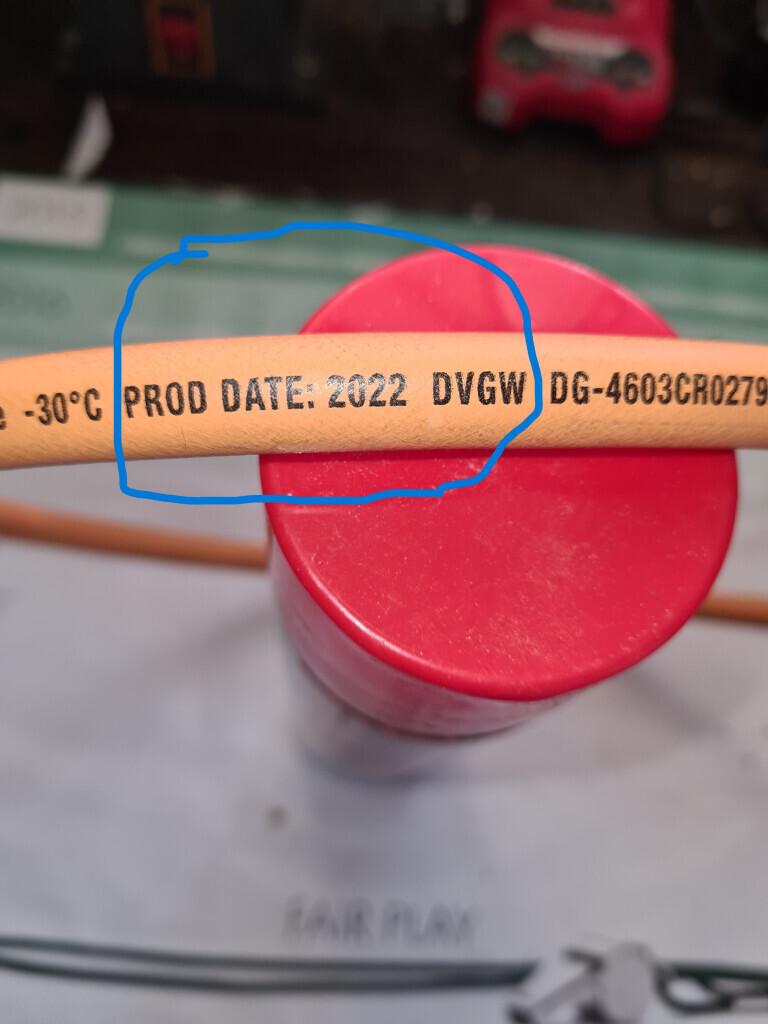 e -30°C PROD DATE: 2022 DVGW DG-4603CR0279
FAIR PLAY